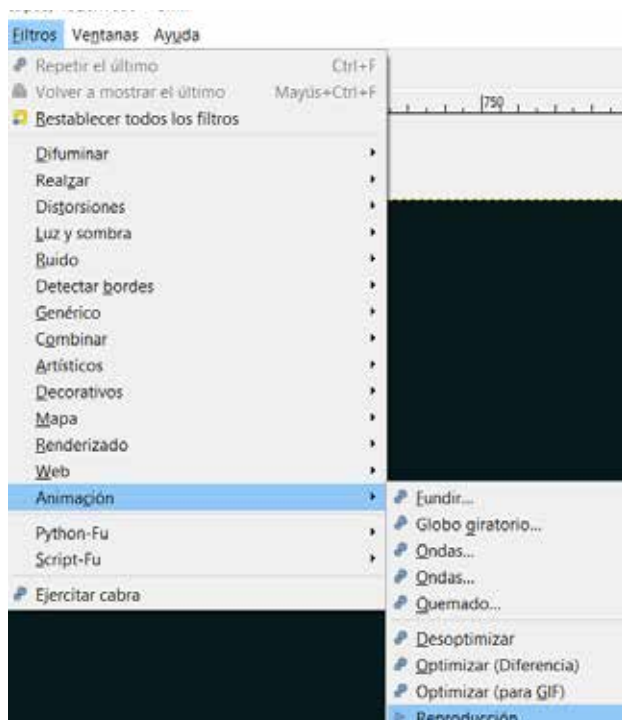 Filtros Ventanas Ayuda
Repetir el último Ctrl+F
Volver a mostrar el último Mayús+Ctrl+F
Restablecer todos los filtros
750
Difuminar
Realzar
Distorsiones
Luz y sombra
Ruido
Detectar bordes
Genérico
Combinar
Artísticos
Decorativos
Mapa
Renderizado
Web
Animación
Python-Fu
Script-Fu
Ejercitar cabra
Fundir...
Globo giratorio...
Ondas...
Ondas...
Quemado...
Desoptimizar
Optimizar (Diferencia)
Optimizar (para GIF)
Reproducción